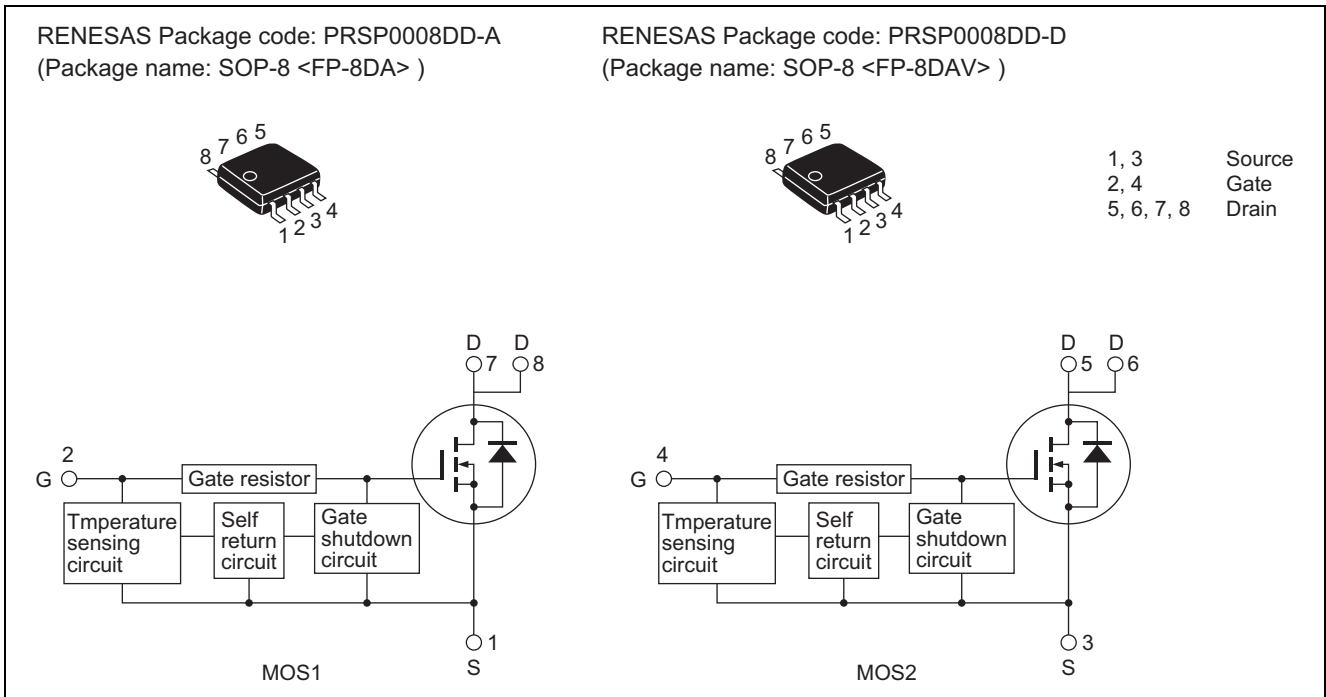 RENESAS Package code: PRSP0008DD-A
(Package name: SOP-8 <FP-8DA> )
RENESAS Package code: PRSP0008DD-D
(Package name: SOP-8 <FP-8DAV> )
8 7 6 5
1 2 3 4
8 7 6 5
1 2 3 4
1, 3 Source
2, 4 Gate
5, 6, 7, 8 Drain
D D
7 8
2
G
Gate resistor
Tmperature
sensing
circuit
Self
return
circuit
Gate
shutdown
circuit
1
S
MOS1
D D
5 6
4
G
Gate resistor
Tmperature
sensing
circuit
Self
return
circuit
Gate
shutdown
circuit
3
S
MOS2